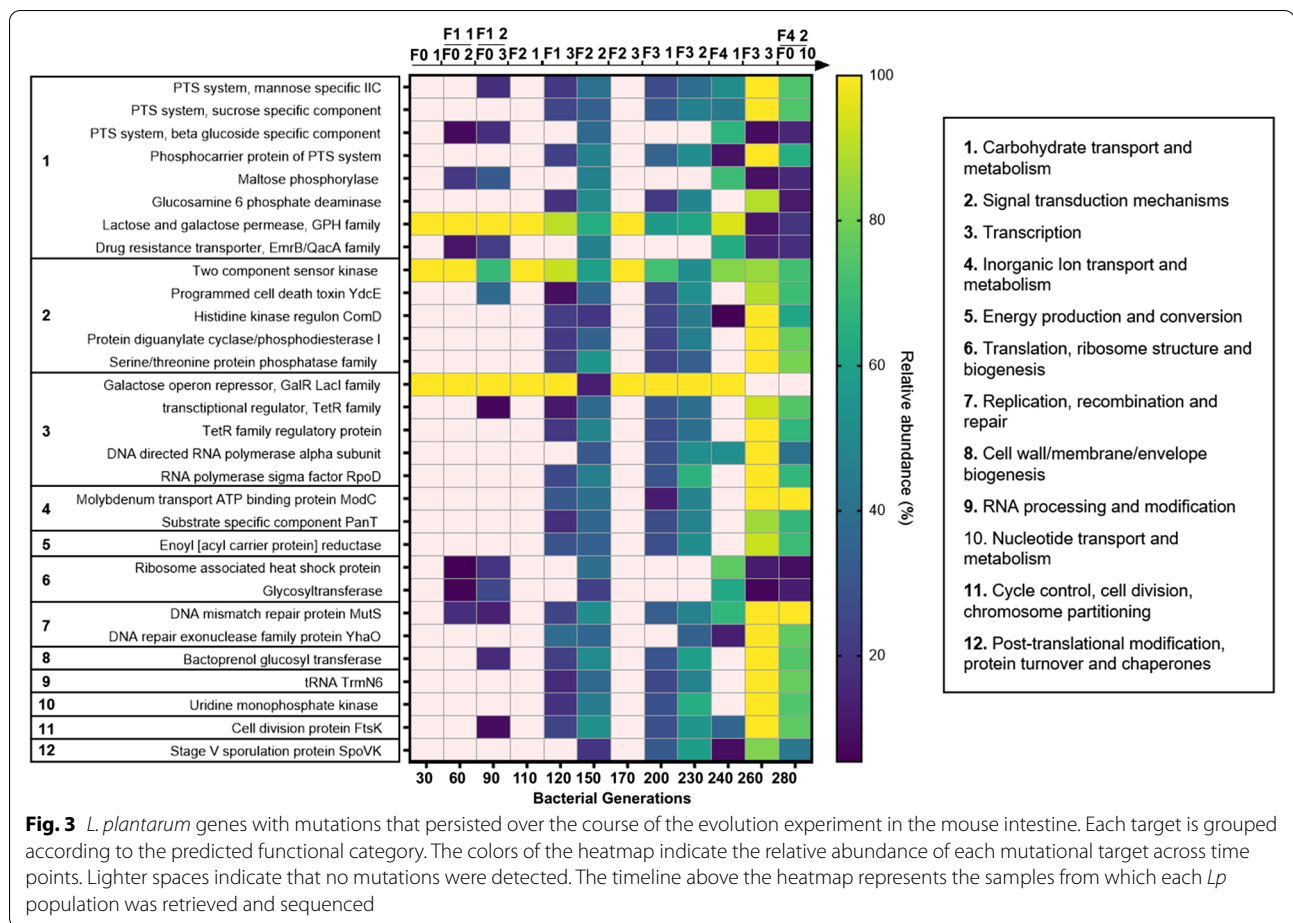 F1 1 F1 2 F4 2
F0 1 F0 2 F0 3 F2 1 F1 3 F2 2 F2 3 F3 1 F3 2 F4 1 F3 3 F0 10
1
PTS system, mannose specific IIC
PTS system, sucrose specific component
PTS system, beta glucoside specific component
Phosphocarrier protein of PTS system
Maltose phosphorylase
Glucosamine 6 phosphate deaminase
Lactose and galactose permease, GPH family
Drug resistance transporter, EmrB/QacA family
2
Two component sensor kinase
Programmed cell death toxin YdcE
Histidine kinase regulon ComD
Protein diguanylate cyclase/phosphodiesterase I
Serine/threonine protein phosphatase family
3
Galactose operon repressor, GalR LacI family
transctiptional regulator, TetR family
TetR family regulatory protein
DNA directed RNA polymerase alpha subunit
RNA polymerase sigma factor RpoD
4
Molybdenum transport ATP binding protein ModC
Substrate specific component PanT
5
Enoyl [acyl carrier protein] reductase
6
Ribosome associated heat shock protein
Glycosyltransferase
7
DNA mismatch repair protein MutS
DNA repair exonuclease family protein YhaO
8
Bactoprenol glucosyl transferase
9
tRNA TrmN6
10
Uridine monophosphate kinase
11
Cell division protein FtsK
12
Stage V sporulation protein SpoVK
30 60 90 110 120 150 170 200 230 240 260 280
Bacterial Generations
100
80
60
40
20
Relative abundance (%)
1. Carbohydrate transport and
metabolism
2. Signal transduction mechanisms
3. Transcription
4. Inorganic Ion transport and
metabolism
5. Energy production and conversion
6. Translation, ribosome structure and
biogenesis
7. Replication, recombination and
repair
8. Cell wall/membrane/envelope
biogenesis
9. RNA processing and modification
10. Nucleotide transport and
metabolism
11. Cycle control, cell division,
chromosome partitioning
12. Post-translational modification,
protein turnover and chaperones
Fig. 3 L. plantarum genes with mutations that persisted over the course of the evolution experiment in the mouse intestine. Each target is grouped
according to the predicted functional category. The colors of the heatmap indicate the relative abundance of each mutational target across time
points. Lighter spaces indicate that no mutations were detected. The timeline above the heatmap represents the samples from which each Lp
population was retrieved and sequenced